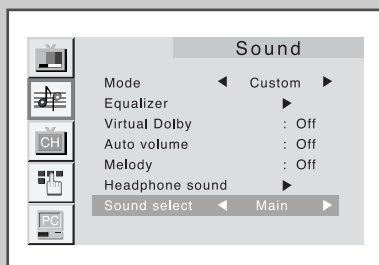 Sound
Mode ◀ Custom ▶
Equalizer ▶
Virtual Dolby : Off
Auto volume : Off
Melody : Off
Headphone sound ▶
Sound select ◀ Main ▶
CH
PC